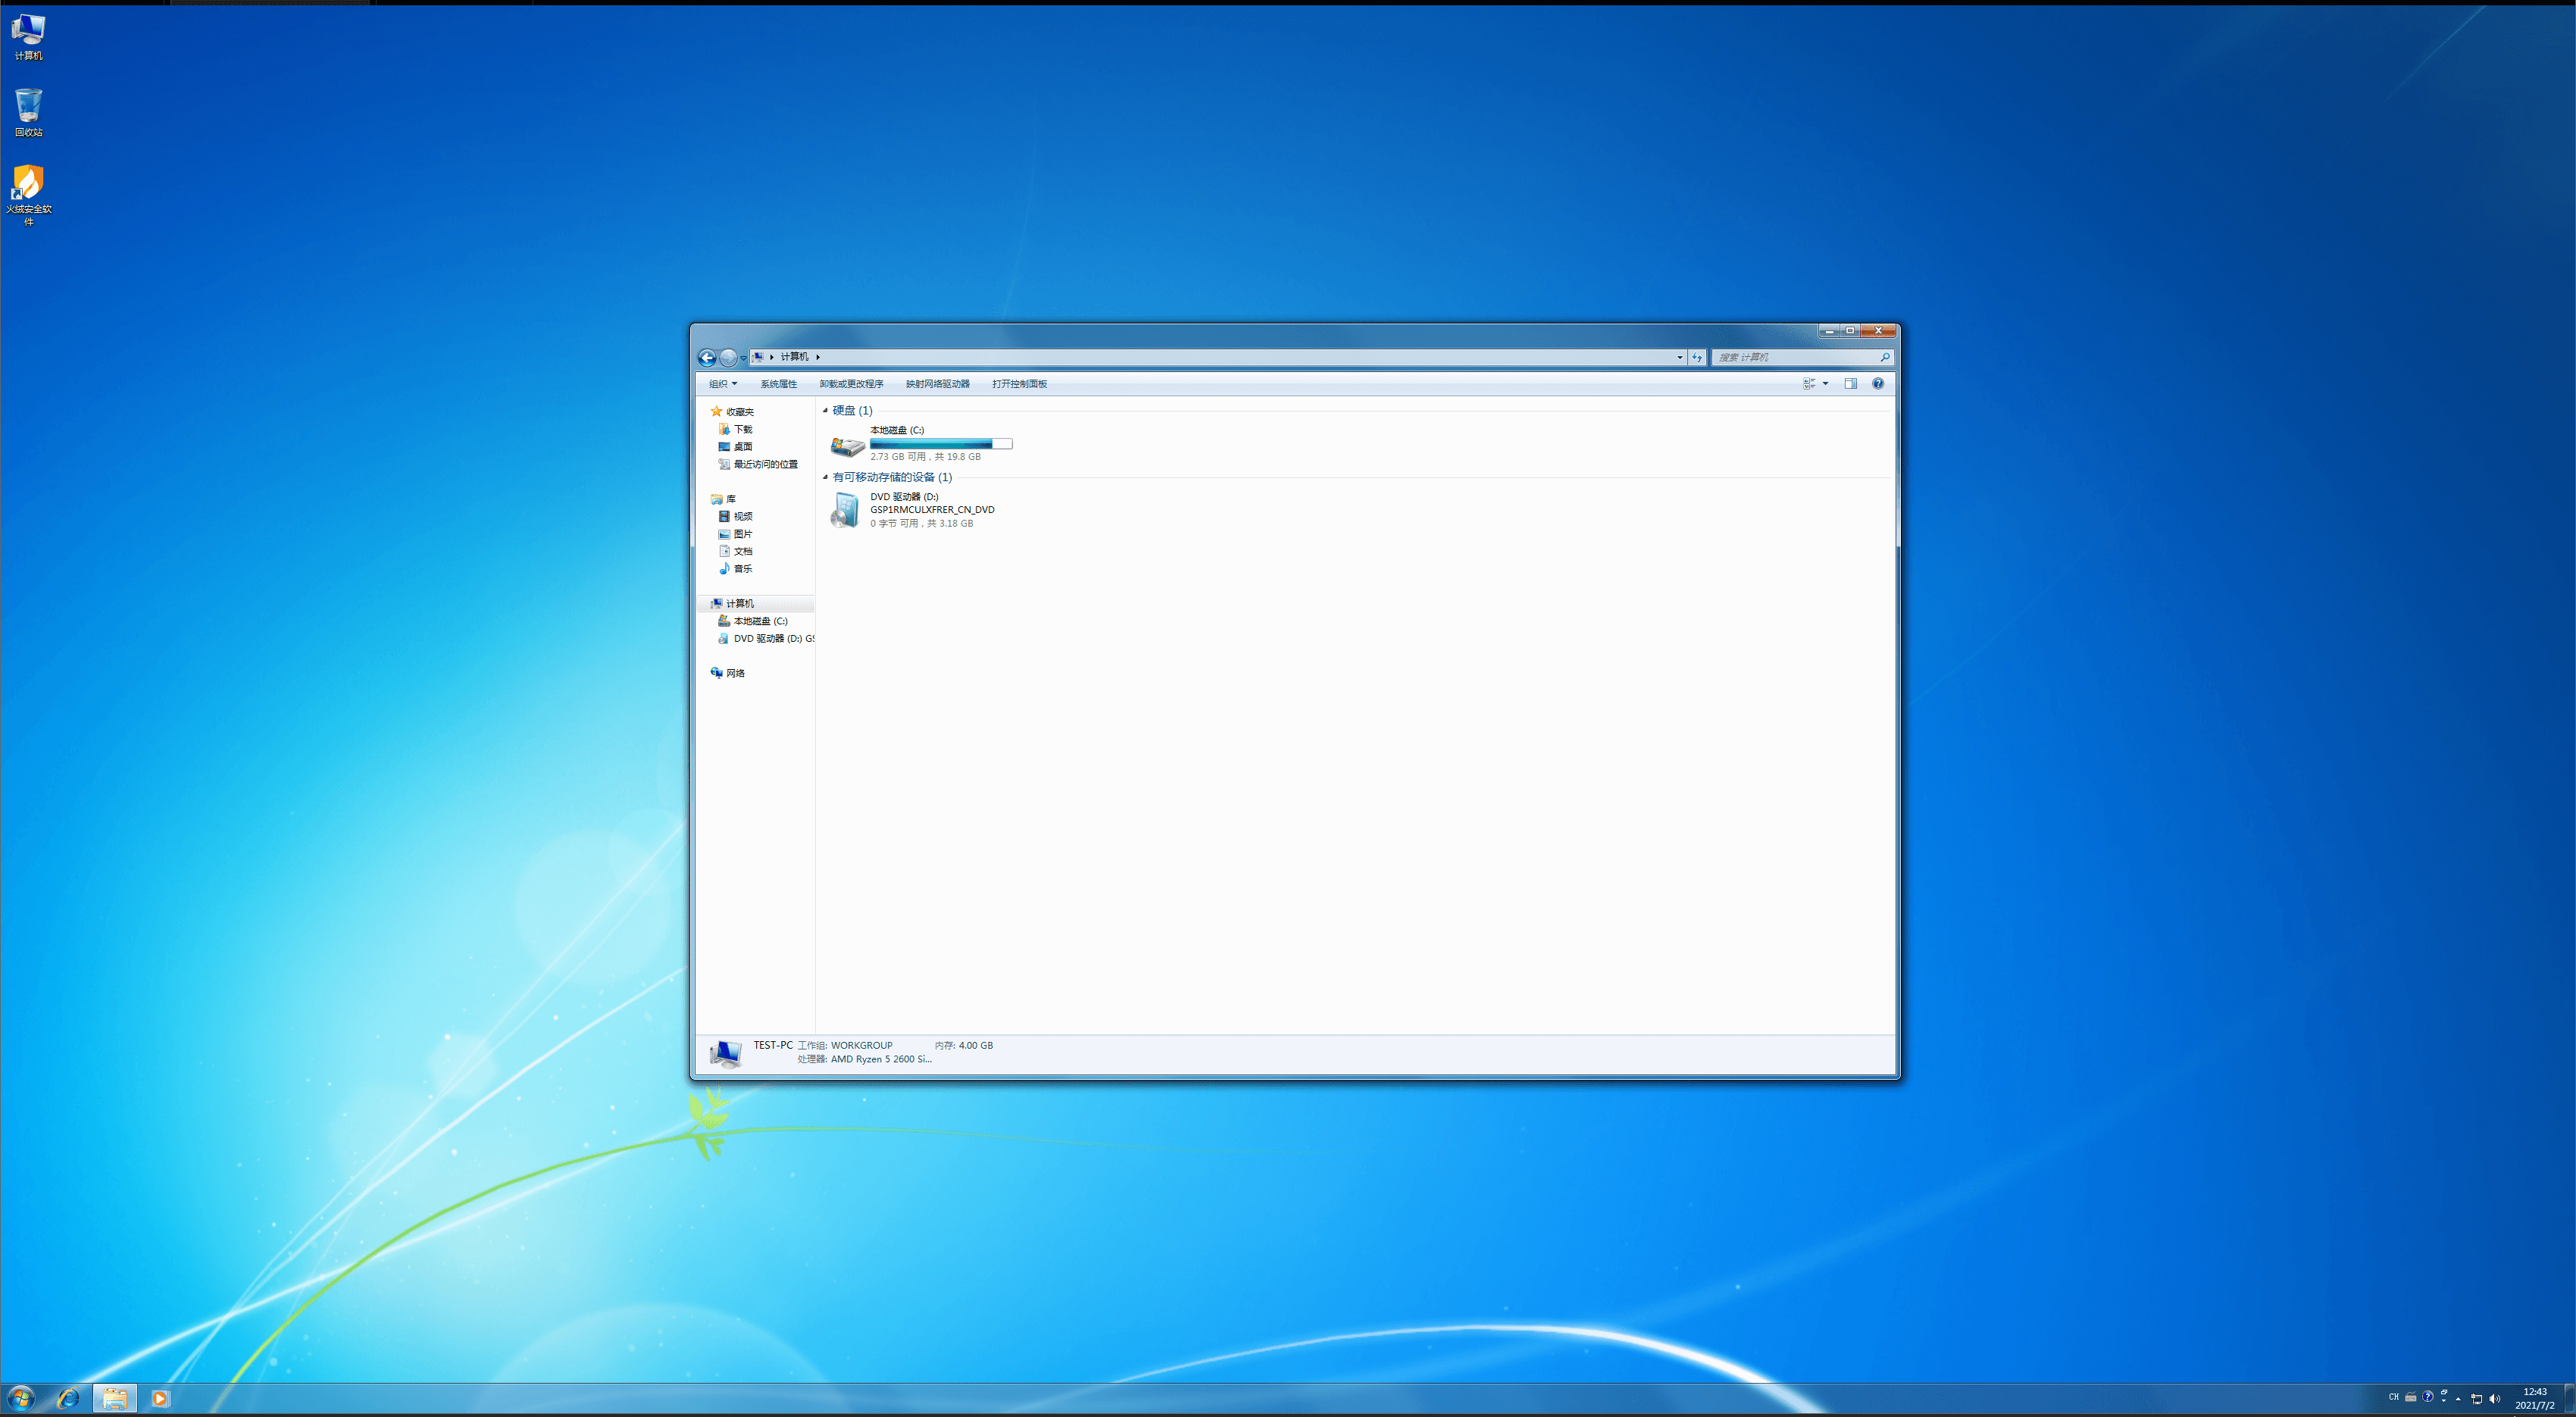 计算机
回收站
火绒安全软
件
计算机
搜索 计算机
组织 系统属性 卸载或更改程序 映射网络驱动器 打开控制面板
收藏夹
下载
桌面
最近访问的位置
库
视频
图片
文档
音乐
计算机
本地磁盘 (C:)
DVD 驱动器 (D:) GS
网络
硬盘 (1)
本地磁盘 (C:)
2.73 GB 可用，共 19.8 GB
有可移动存储的设备 (1)
DVD 驱动器 (D:)
GSP1RMCULXFRER_CN_DVD
0 字节 可用，共 3.18 GB
TEST-PC 工作组: WORKGROUP 内存: 4.00 GB
处理器: AMD Ryzen 5 2600 Si...
CH
12:43
2021/7/2